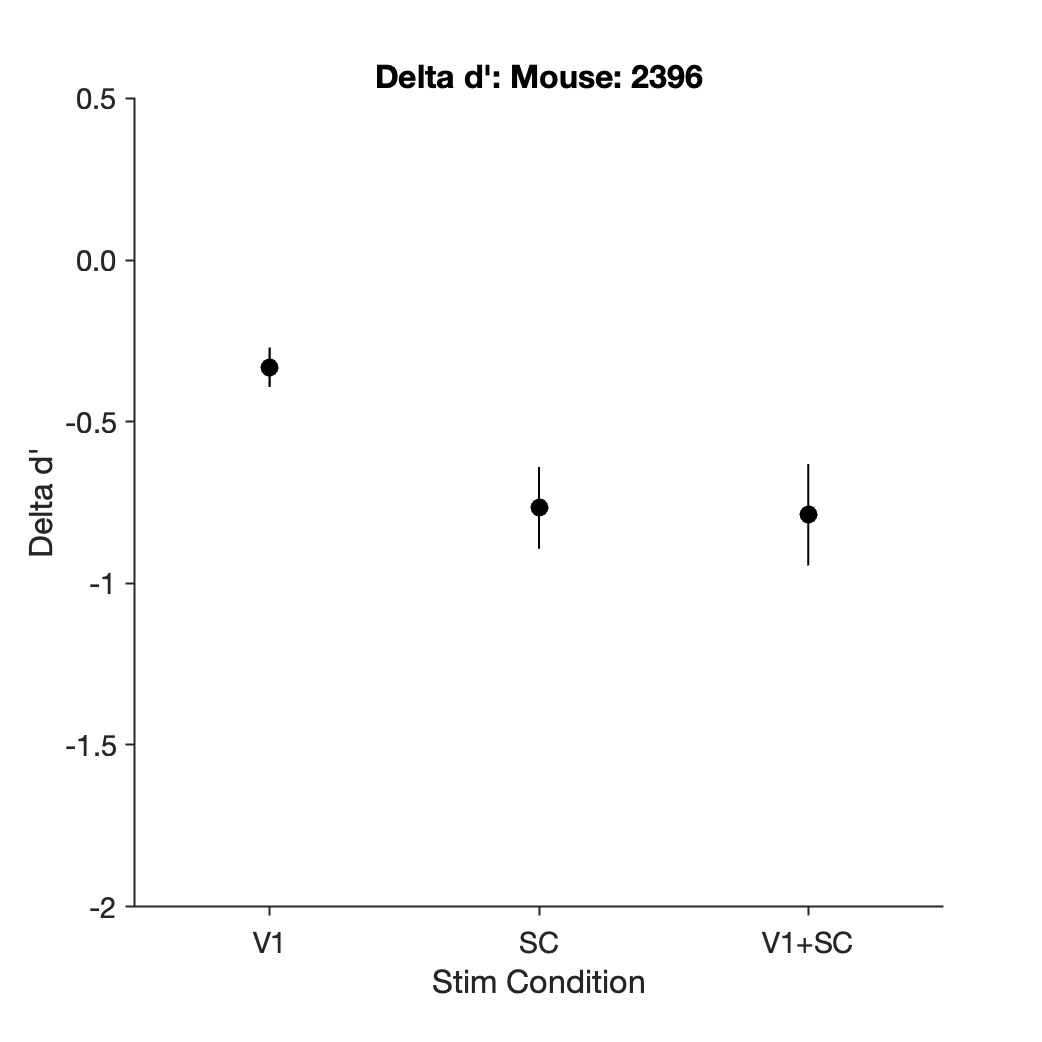 Delta d': Mouse: 2396
0.5
0.0
-0.5
-1
-1.5
-2
Delta d'
V1
SC
V1+SC
Stim Condition